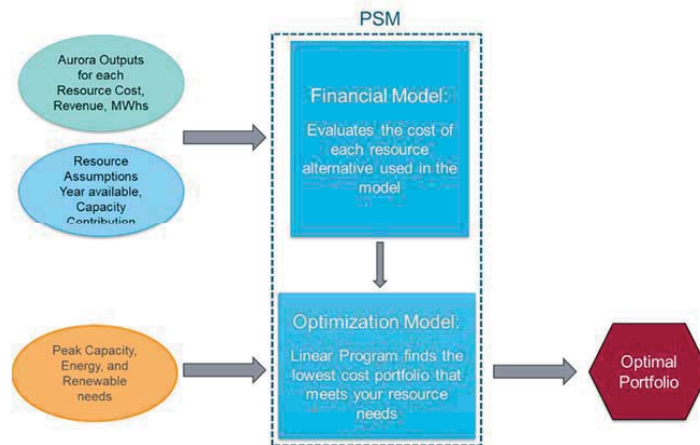 PSM
Aurora Outputs
for each
Resource Cost,
Revenue, MWhs
Financial Model:
Evaluates the cost of
each resource
alternative used in the
model
Resource
Assumptions
Year available,
Capacity
Contribution
Optimization Model:
Linear Program finds the
lowest cost portfolio that
meets your resource
needs
Peak Capacity,
Energy, and
Renewable
needs
Optimal
Portfolio